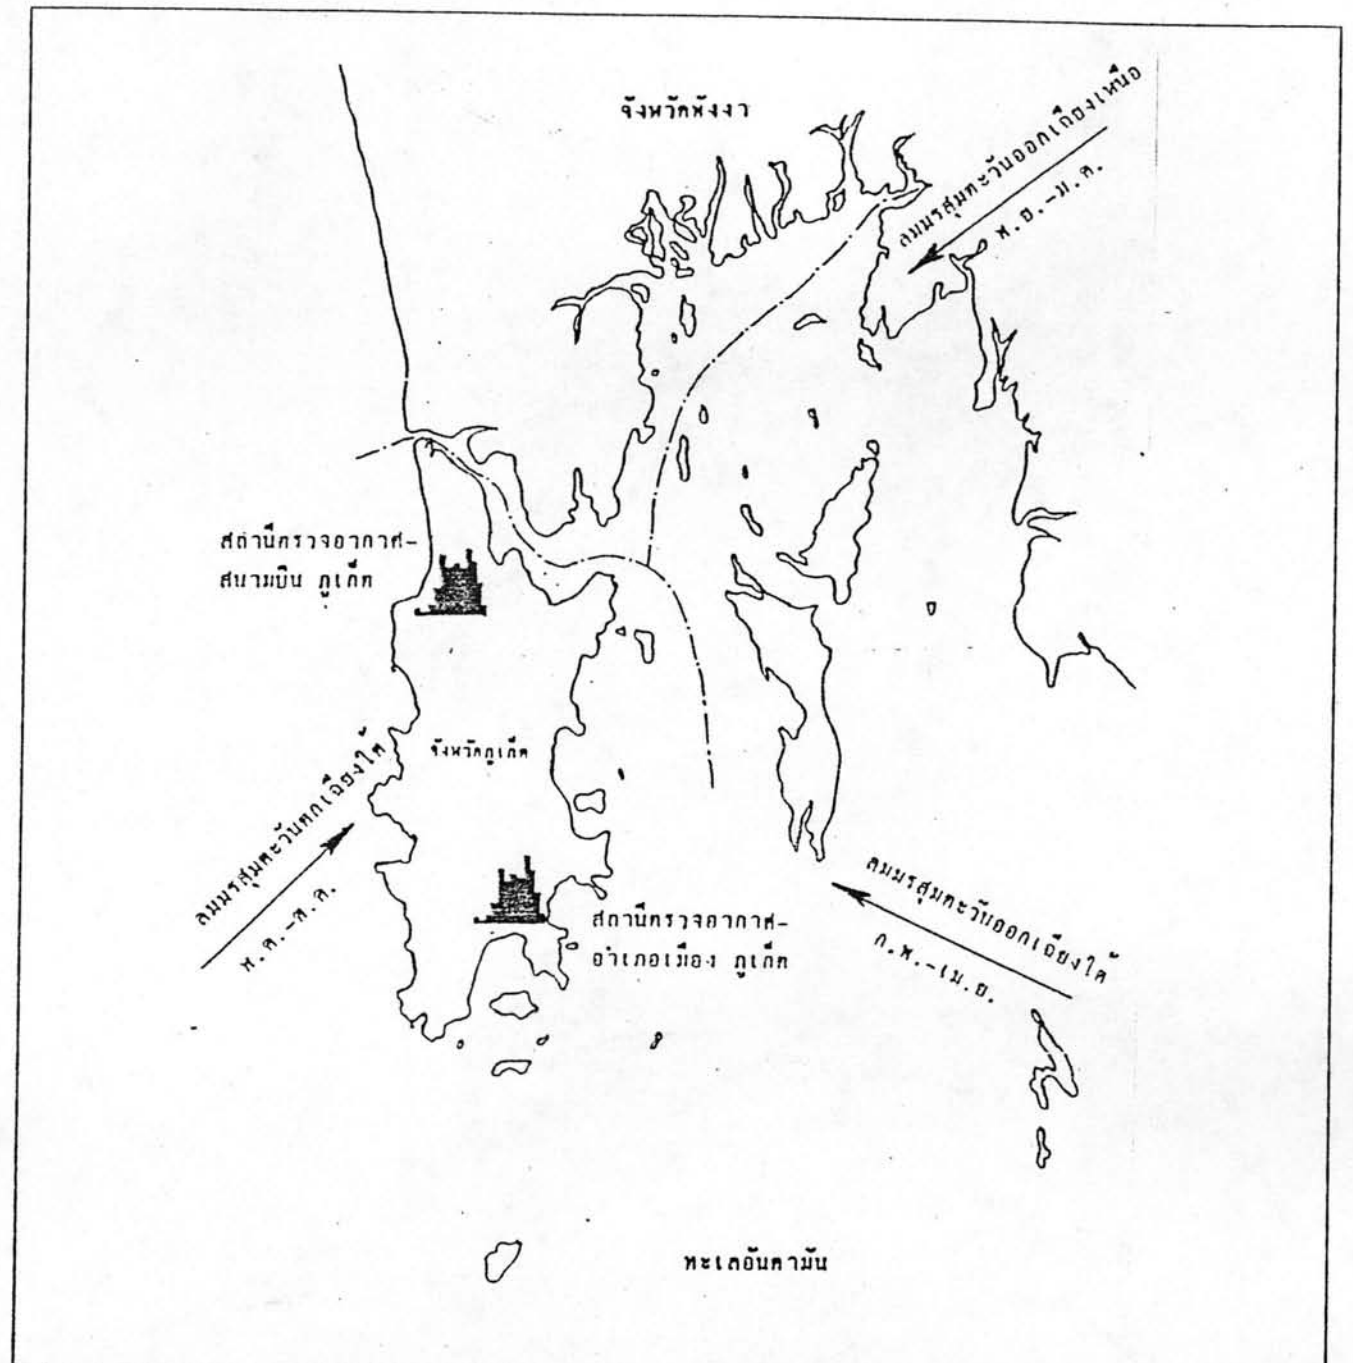 จังหวัดพังงา
ลมมรสุมตะวันออกเฉียงเหนือ
พ.ย.-ม.ค.
สถานีตรวจอากาศ-
สนามบิน ภูเก็ต
จังหวัดภูเก็ต
ลมมรสุมตะวันตกเฉียงใต้
พ.ค.-ส.ค.
สถานีตรวจอากาศ-
อำเภอเมือง ภูเก็ต
ลมมรสุมตะวันออกเฉียงใต้
ก.พ.-เม.ย.
ทะเลอันดามัน